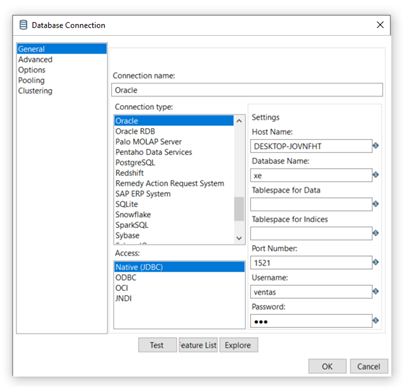 Database Connection
General
Advanced
Options
Pooling
Clustering
Connection name:
Oracle
Connection type:
Oracle
Oracle RDB
Palo MOLAP Server
Pentaho Data Services
PostgreSQL
Redshift
Remedy Action Request System
SAP ERP System
SQLite
Snowflake
SparkSQL
Sybase
Access:
Native (JDBC)
ODBC
OCI
JNDI
Settings
Host Name:
DESKTOP-JOVNFHT
Database Name:
xe
Tablespace for Data
Tablespace for Indices
Port Number:
1521
Username:
ventas
Password:
●●●
Test
eature List
Explore
OK
Cancel